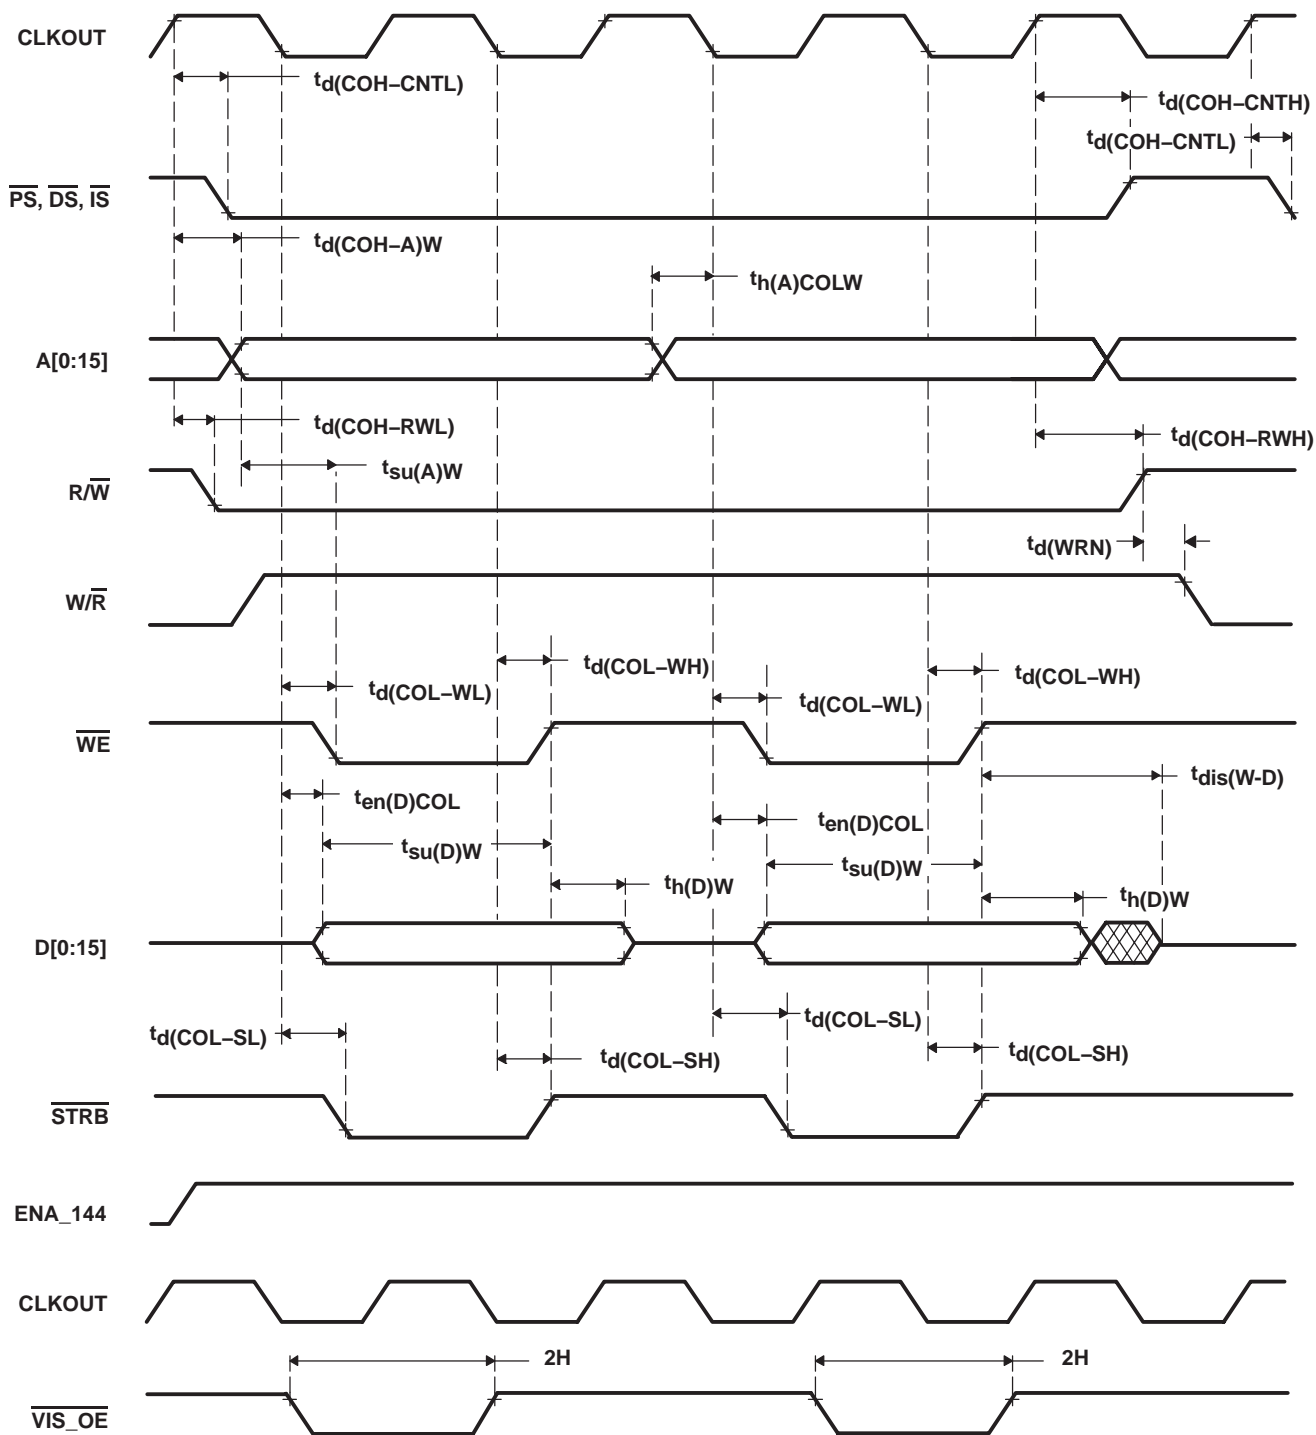 CLKOUT
td(COH–CNTL)
td(COH–CNTH)
td(COH–CNTL)
PS, DS, IS
td(COH–A)W
th(A)COLW
A[0:15]
td(COH–RWL)
td(COH–RWH)
tsu(A)W
R/W
td(WRN)
W/R
td(COL–WH)
td(COL–WH)
td(COL–WL)
td(COL–WL)
WE
tdis(W-D)
ten(D)COL
ten(D)COL
tsu(D)W
tsu(D)W
th(D)W
th(D)W
D[0:15]
td(COL–SL)
td(COL–SL)
td(COL–SH)
td(COL–SH)
STRB
ENA_144
CLKOUT
2H
2H
VIS_OE